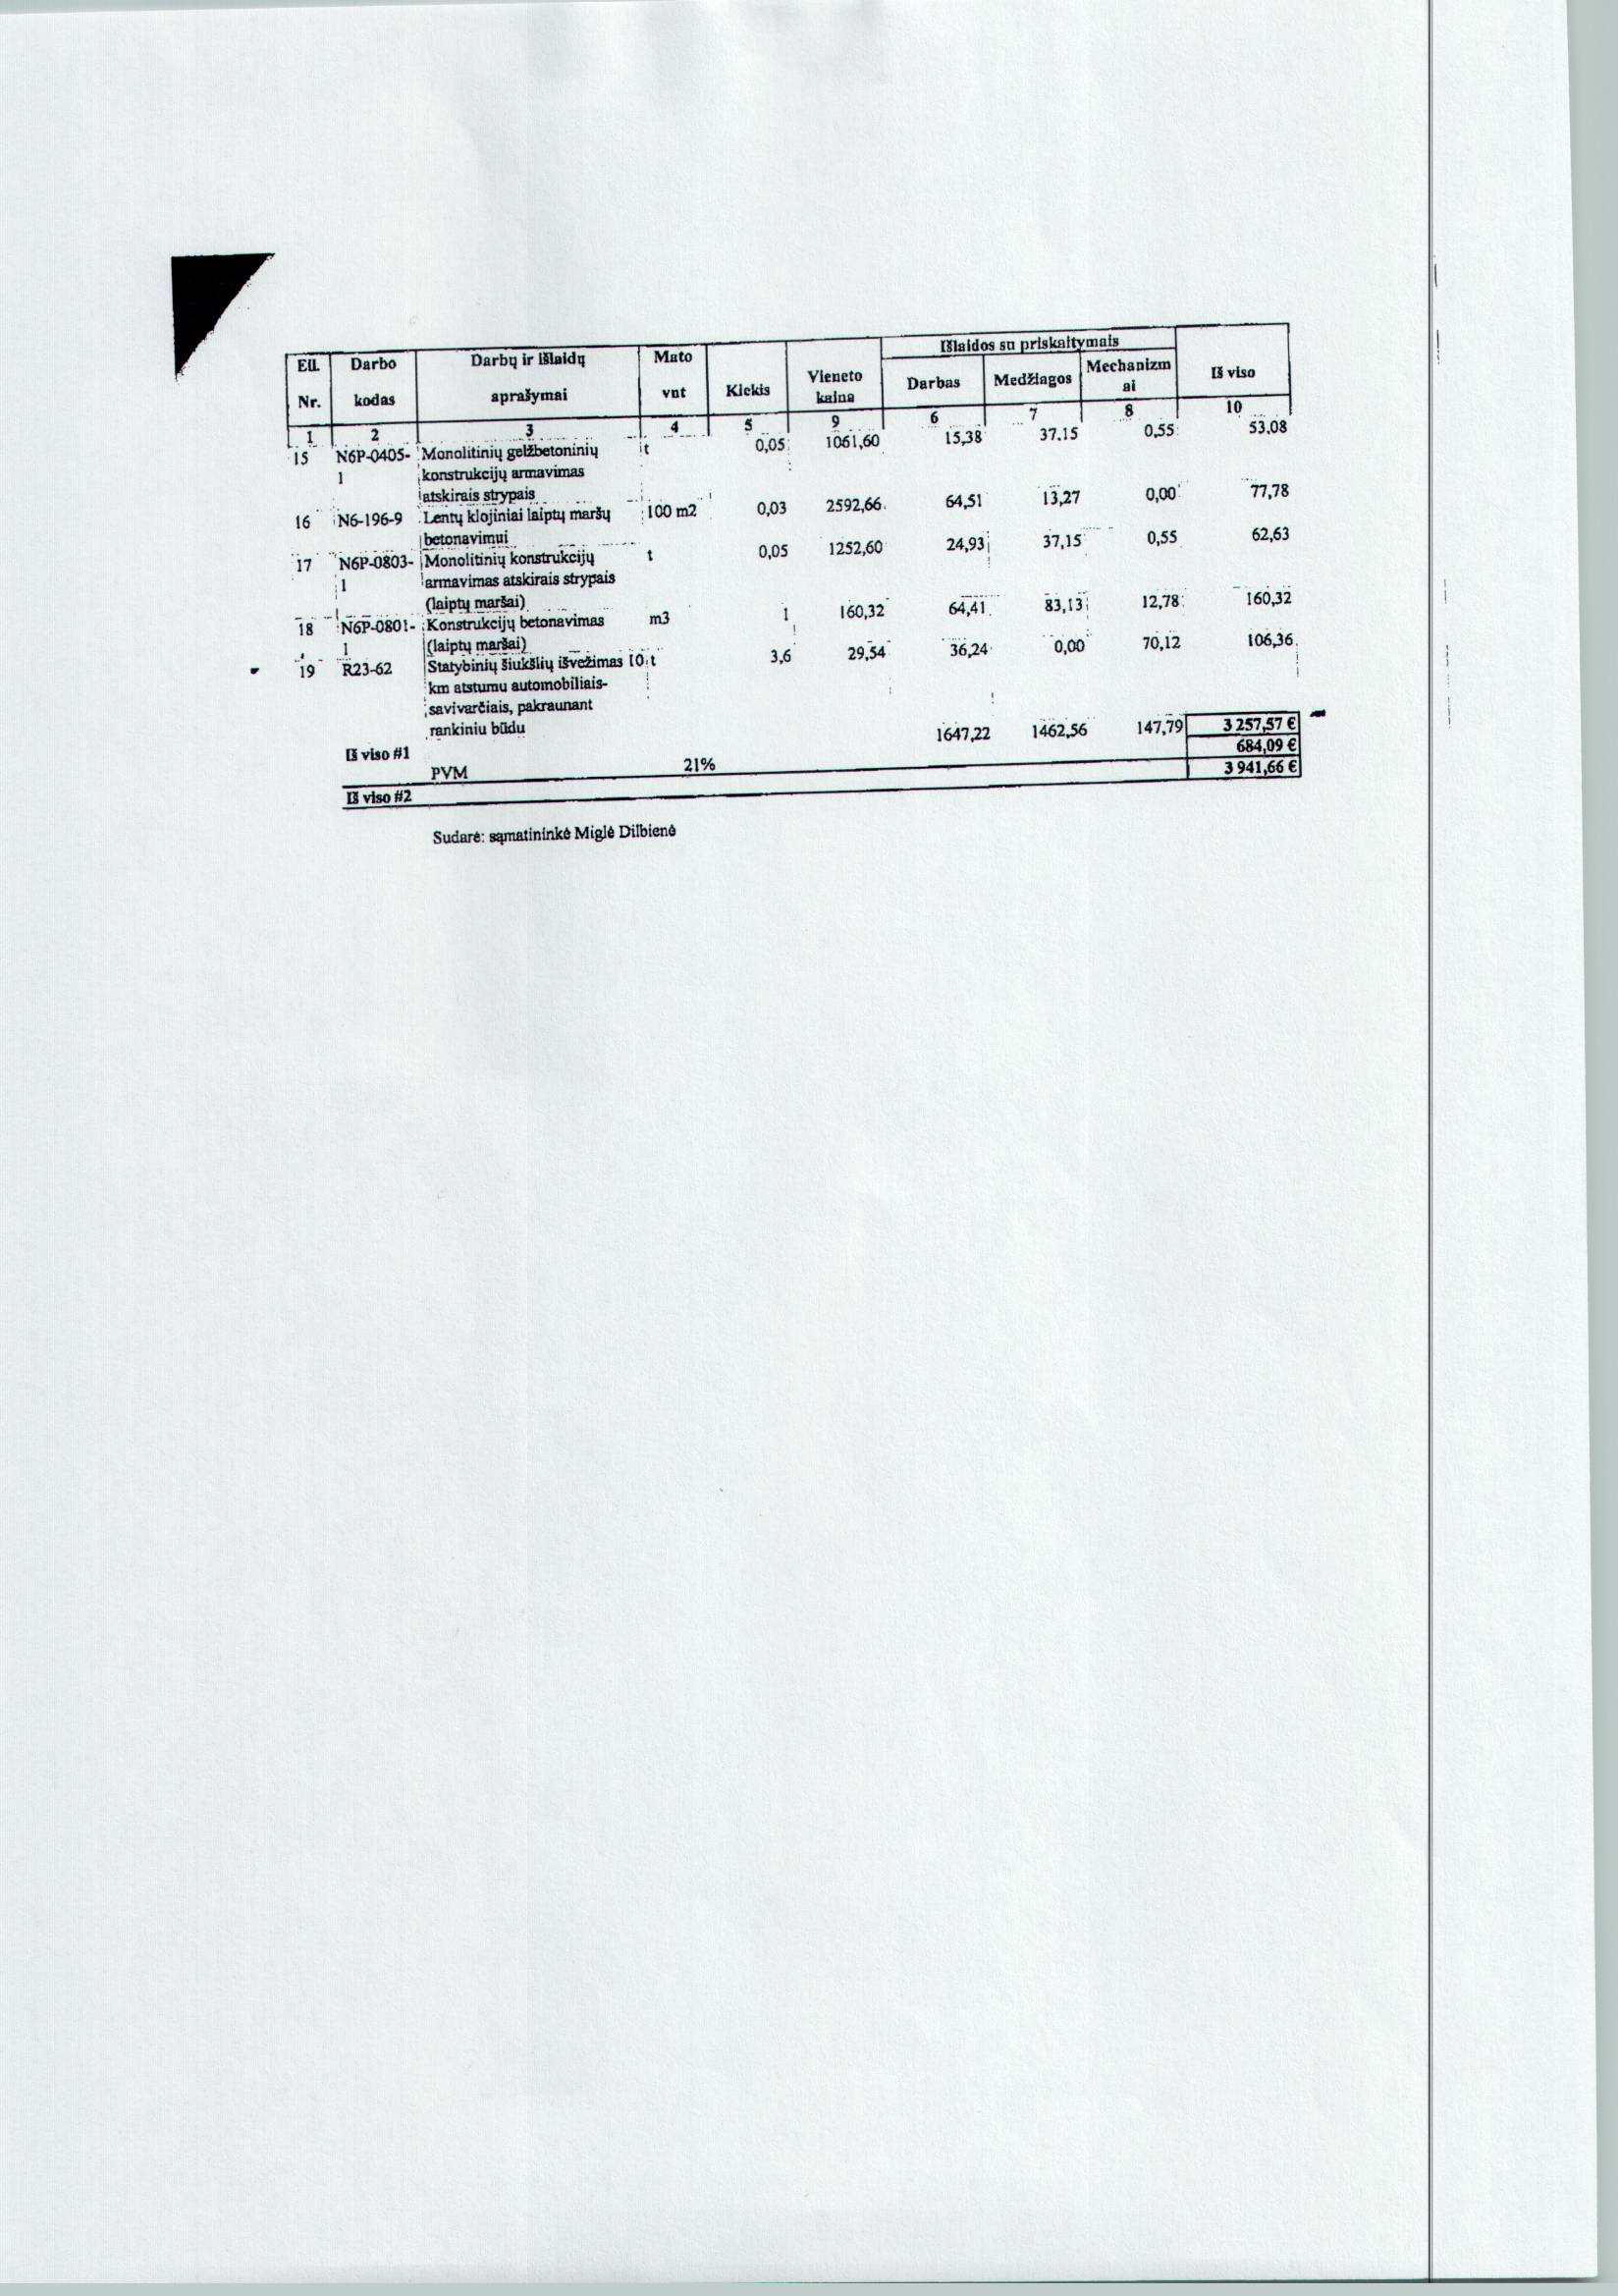 Eil. Nr. Darbo kodas Darbų ir išlaidų aprašymai Mato vnt Kiekis Vieneto kaina Išlaidos su priskaitymais Iš viso
Darbas Medžiagos Mechanizmai
1 2 3 4 5 9 6 7 8 10
15 N6P-0405- Monolitinių gelžbetoninių t 0,05 1061,60 15,38 37.15 0,55 53.08
1 konstrukcijų armavimas
atskirais strypais
16 N6-196-9 Lentų klojiniai laiptų maršų 100 m2 0,03 2592,66 64,51 13,27 0,00 77,78
betonavimui
17 N6P-0803- Monolitinių konstrukcijų t 0,05 1252,60 24,93 37,15 0,55 62,63
1 armavimas atskirais strypais
(laiptų maršai)
18 N6P-0801- Konstrukcijų betonavimas m3 1 160,32 64,41 83,13 12,78 160,32
1 (laiptų maršai)
19 R23-62 Statybinių šiukšlių išvežimas 10 t 3,6 29,54 36,24 0,00 70,12 106,36
km atstumu automobiliais-
savivarčiais, pakraunant
rankiniu būdu
Iš viso #1 1647,22 1462,56 147,79 3 257,57 €
PVM 21% 684,09 €
Iš viso #2 3 941,66 €
Sudarė: sąmatininkė Miglė Dilbienė